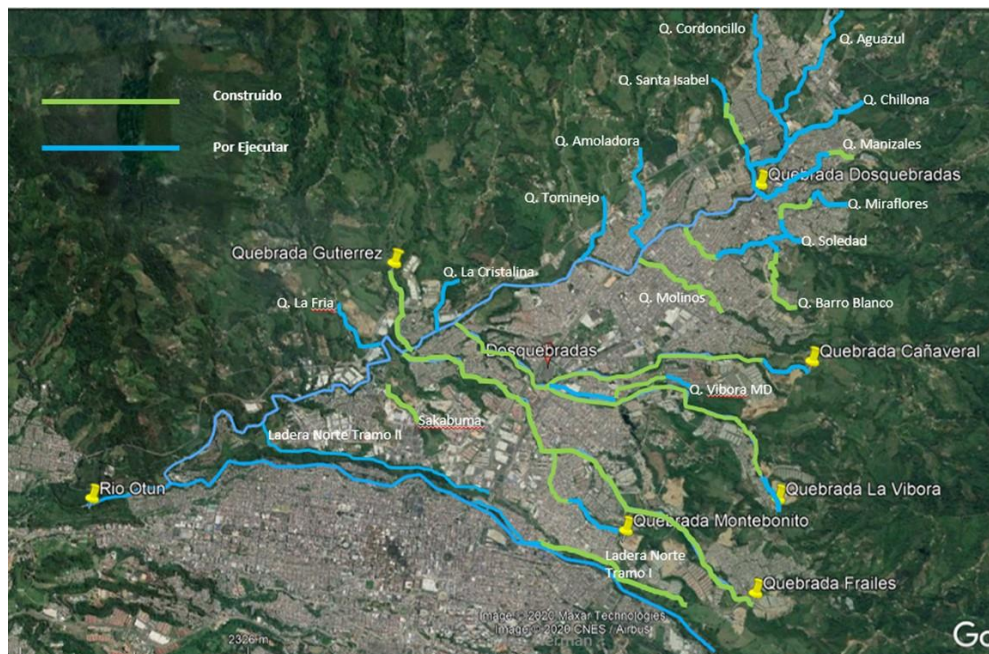 Q. Cordoncillo
Q. Aguazul
Q. Santa Isabel
Construido
Q. Chillona
Por Ejecutar
Q. Amoladora
Q. Manizales
Quebrada Dosquebradas
Q. Tominejo
Q. Miraflores
Q. Soledad
Quebrada Gutierrez
Q. La Cristalina
Q. La Fria
Q. Molinos
Q. Barro Blanco
Dosquebradas
Quebrada Cañaveral
Q. Vibora MD
Sakabuma
Ladera Norte Tramo II
Rio Otun
Quebrada La Vibora
Quebrada Montebonito
Ladera Norte
Tramo I
Quebrada Frailes
Image © 2020 Maxar Technologies
Image © 2020 CNES / Airbus
2326 m
Go